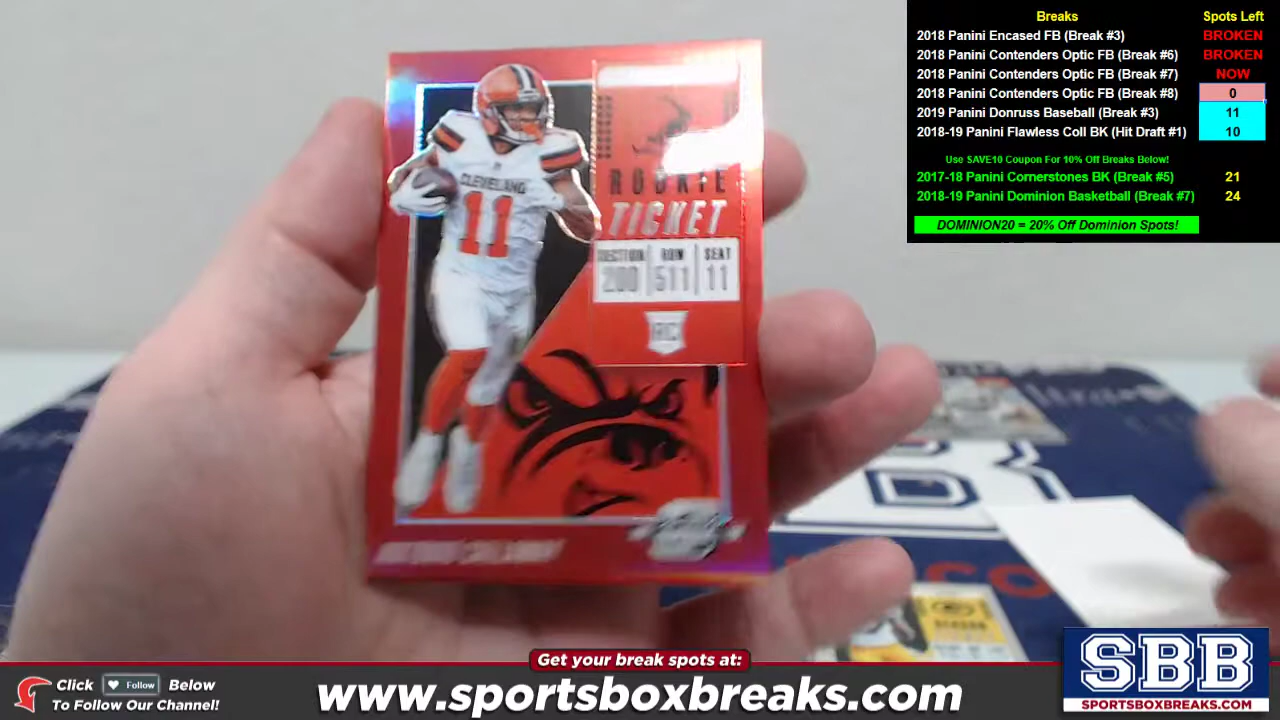 Breaks Spots Left
2018 Panini Encased FB (Break #3) BROKEN
2018 Panini Contenders Optic FB (Break #6) BROKEN
2018 Panini Contenders Optic FB (Break #7) NOW
2018 Panini Contenders Optic FB (Break #8) 0
2019 Panini Donruss Baseball (Break #3) 11
2018-19 Panini Flawless Coll BK (Hit Draft #1) 10
Use SAVE10 Coupon For 10% Off Breaks Below!
2017-18 Panini Cornerstones BK (Break #5) 21
2018-19 Panini Dominion Basketball (Break #7) 24
DOMINION20 = 20% Off Dominion Spots!
CLEVELAND
11
ROOKIE
TICKET
SECTION ROW SEAT
200 511 11
RC
Get your break spots at:
Click Follow Below
To Follow Our Channel!
www.sportsboxbreaks.com
SBB
SPORTSBOXBREAKS.COM